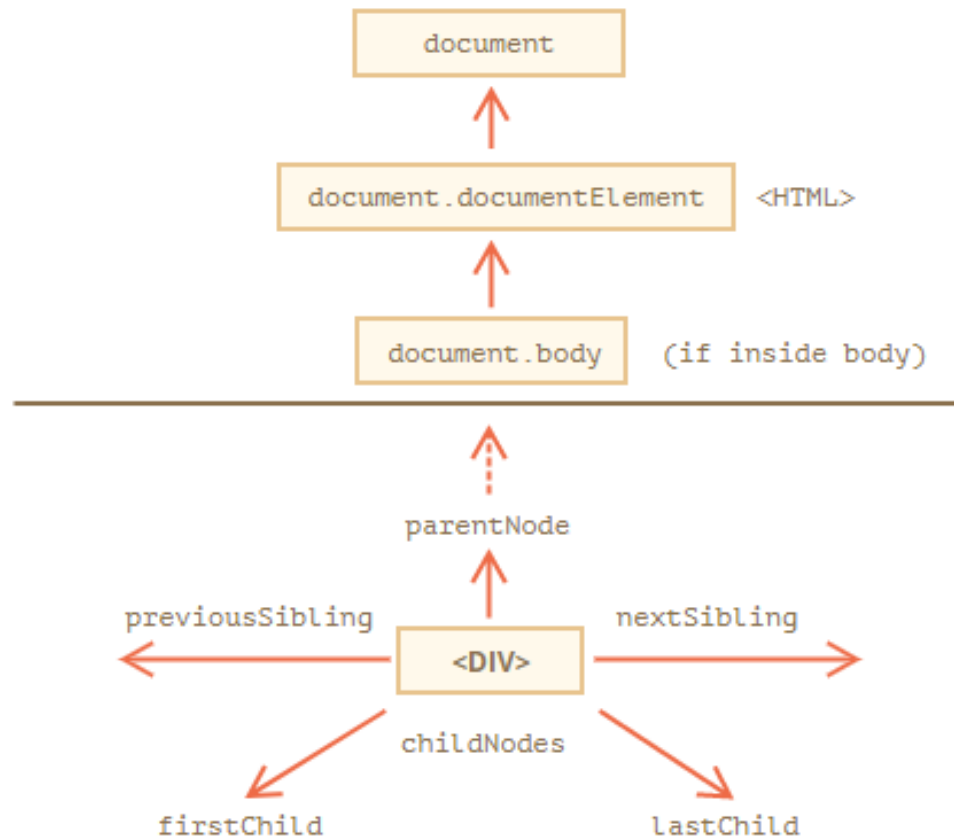 document
document.documentElement <HTML>
document.body (if inside body)
parentNode
previousSibling nextSibling
<DIV>
childNodes
firstChild lastChild